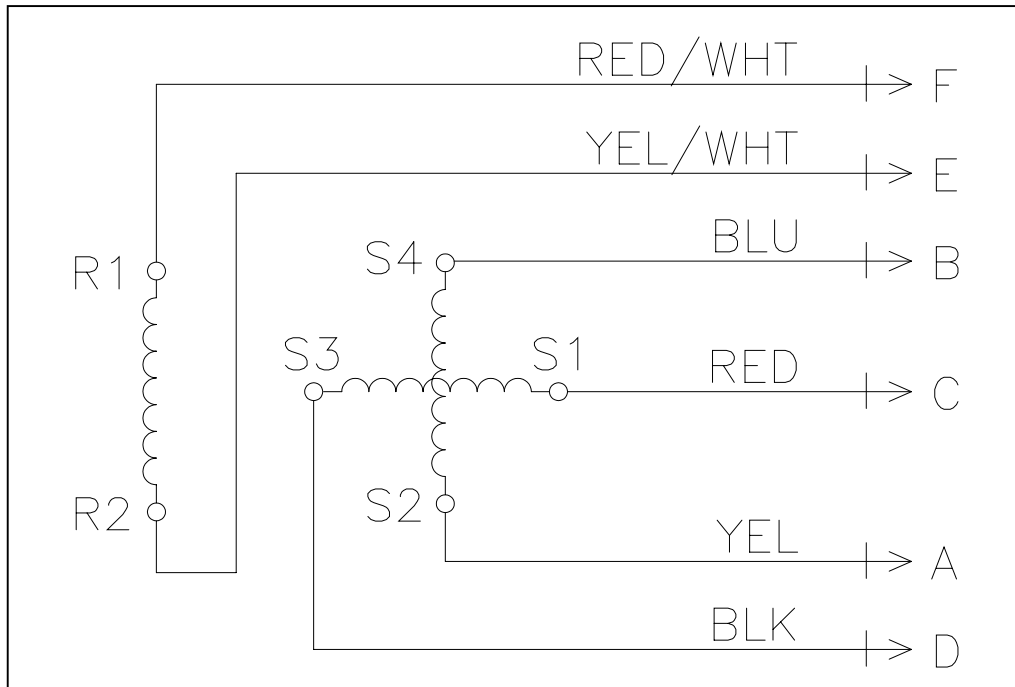 RED/WHT F
YEL/WHT E
BLU B
R1 S4
S3 S1 RED C
R2 S2
YEL A
BLK D